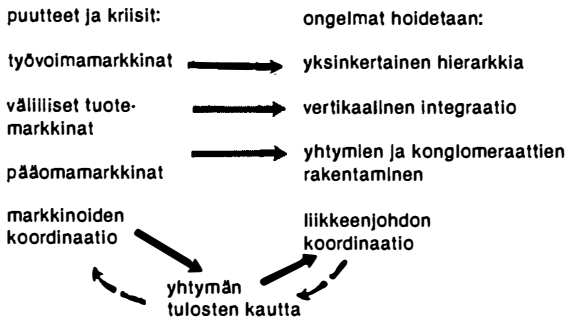 puutteet ja kriisit:
ongelmat hoidetaan:
työvoimamarkkinat
yksinkertainen hierarkkia
välilliset tuote-
markkinat
vertikaalinen integraatio
pääomamarkkinat
yhtymien ja konglomeraattien
rakentaminen
markkinoiden
koordinaatio
liikkeenjohdon
koordinaatio
yhtymän
tulosten kautta